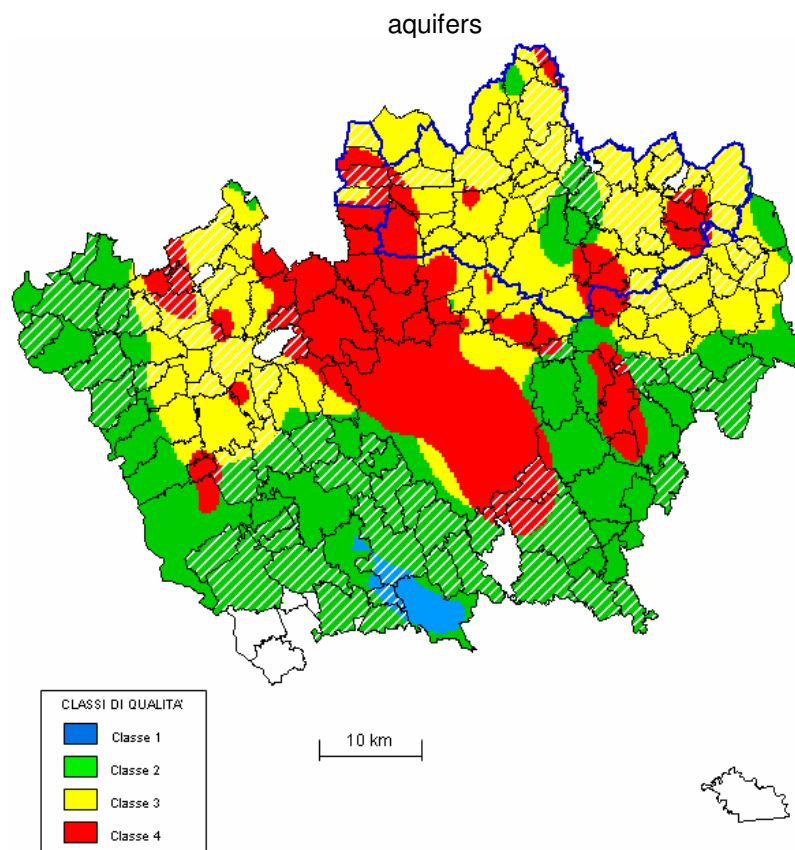 aquifers
CLASSI DI QUALITA'
Classe 1
Classe 2
Classe 3
Classe 4
10 km